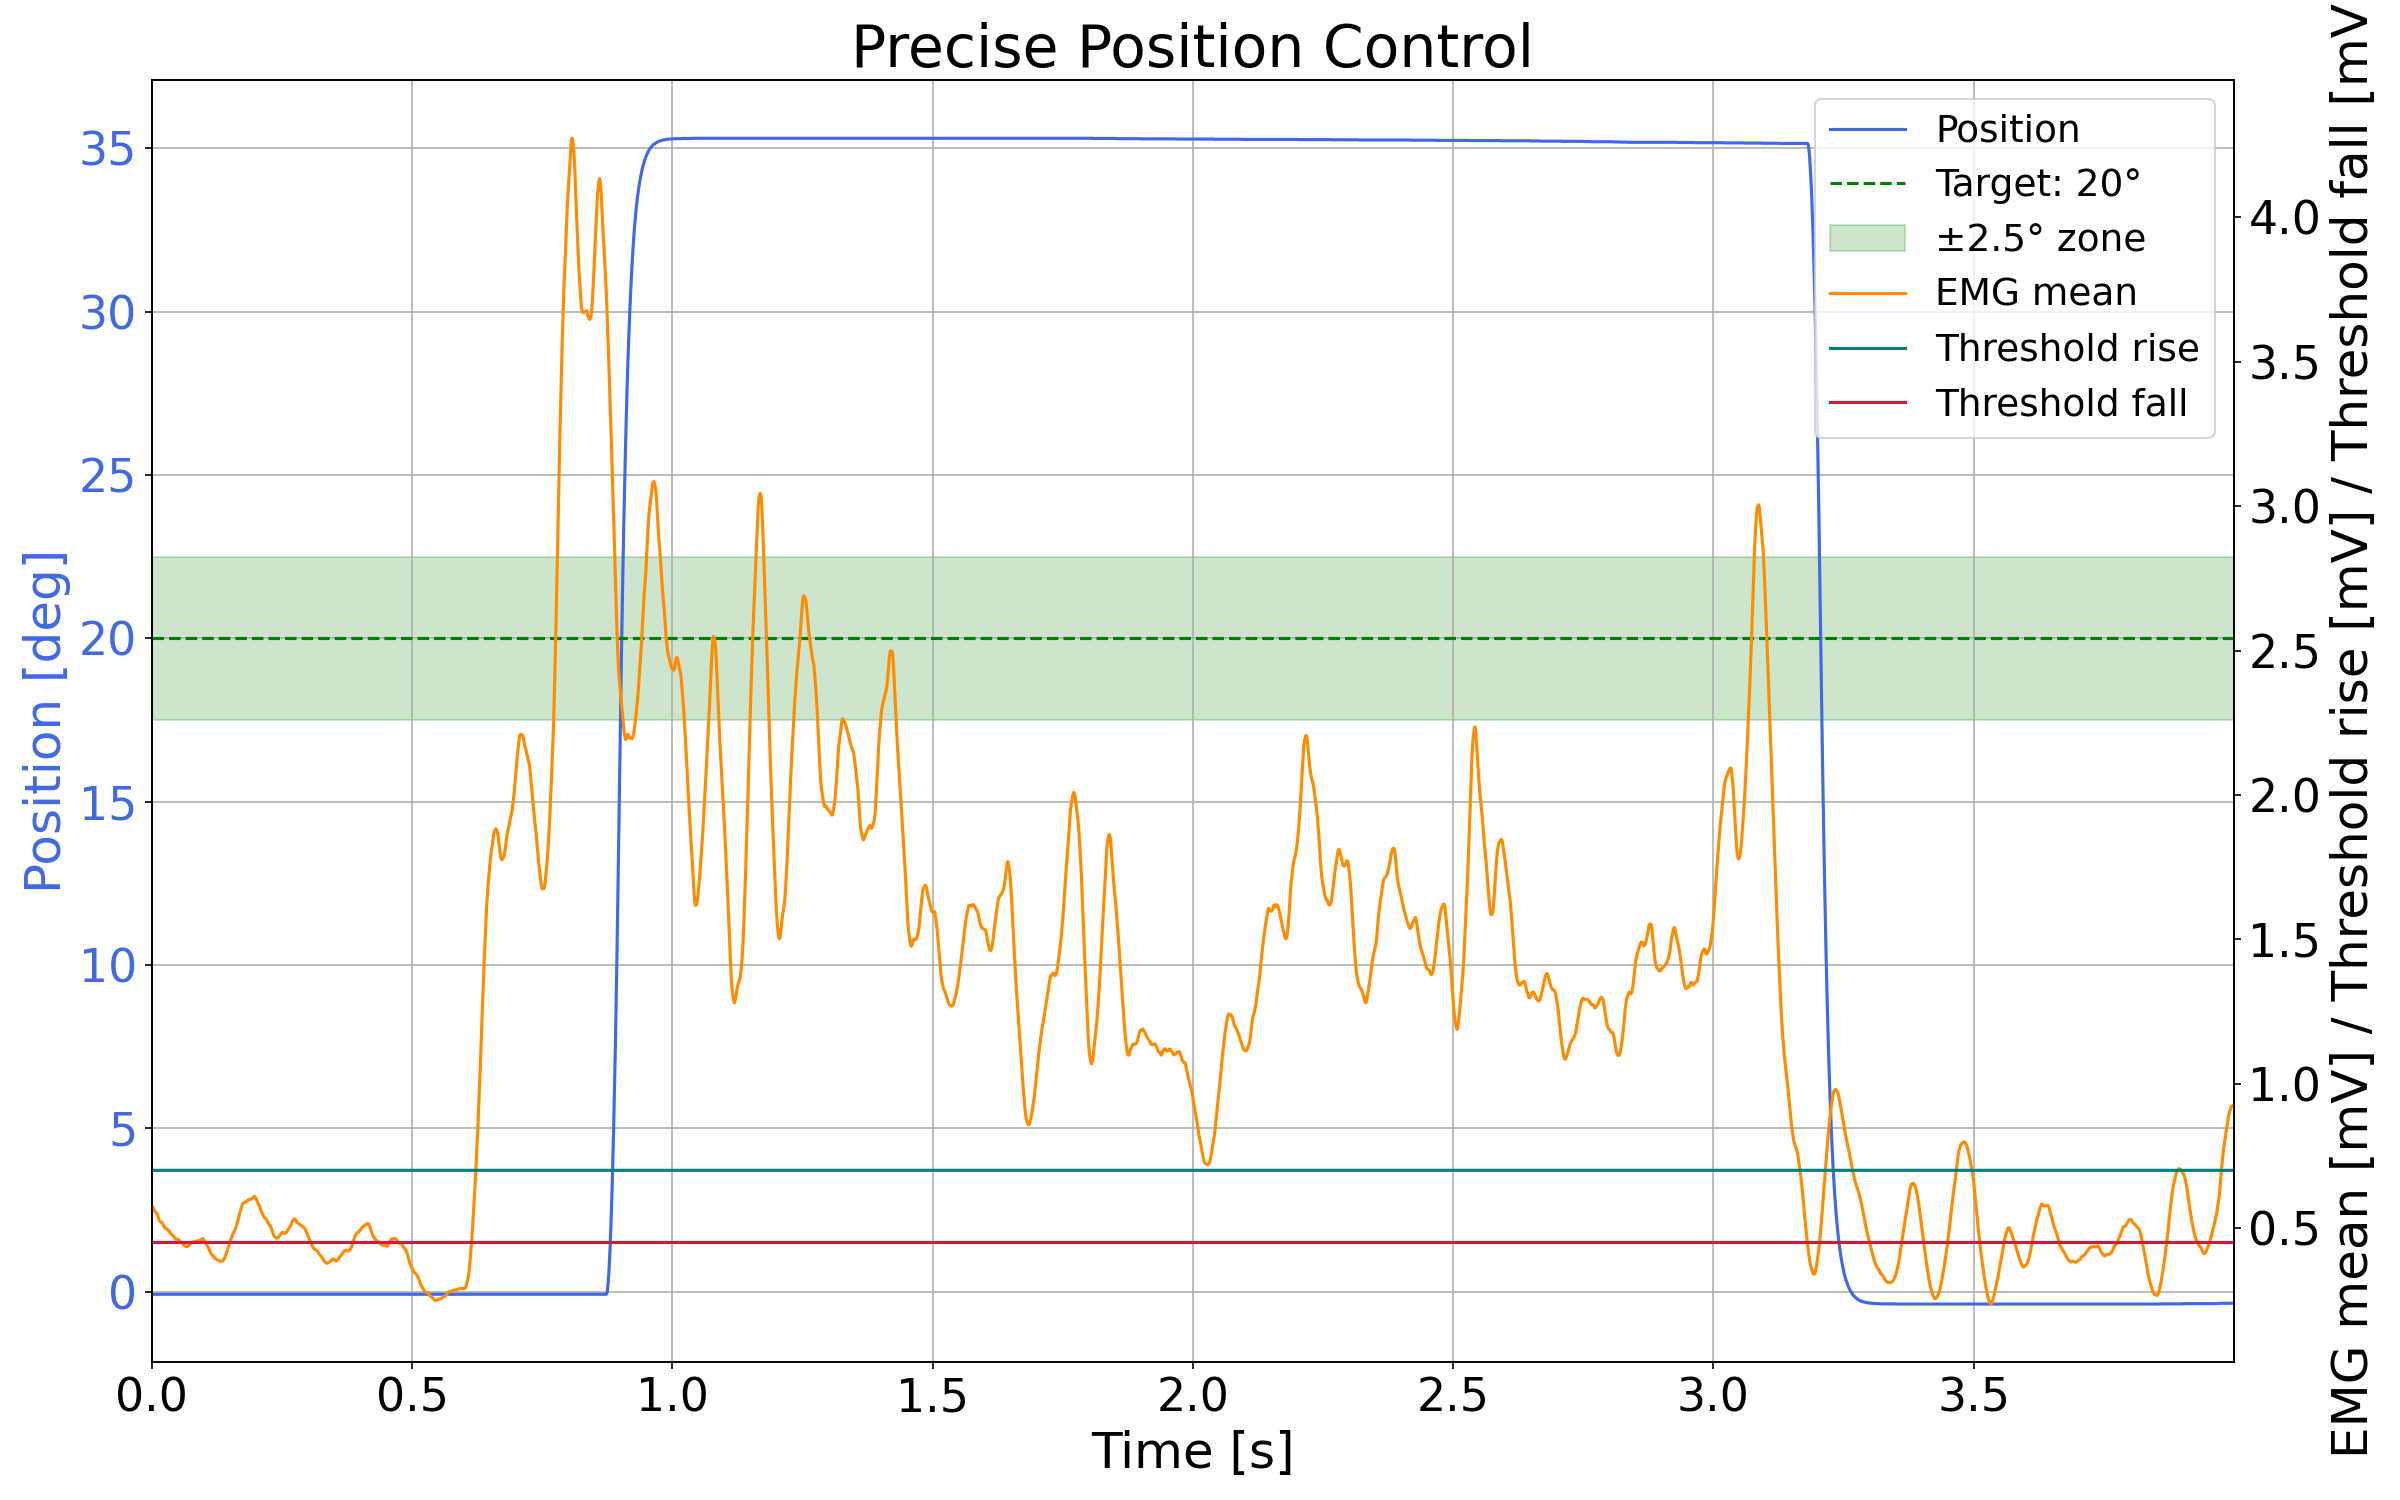 Precise Position Control
Position [deg]
35
30
25
20
15
10
5
0
Position
Target: 20°
±2.5° zone
EMG mean
Threshold rise
Threshold fall
4.0
3.5
3.0
2.5
2.0
1.5
1.0
0.5
EMG mean [mV] / Threshold rise [mV] / Threshold fall [mV
0.0 0.5 1.0 1.5 2.0 2.5 3.0 3.5
Time [s]